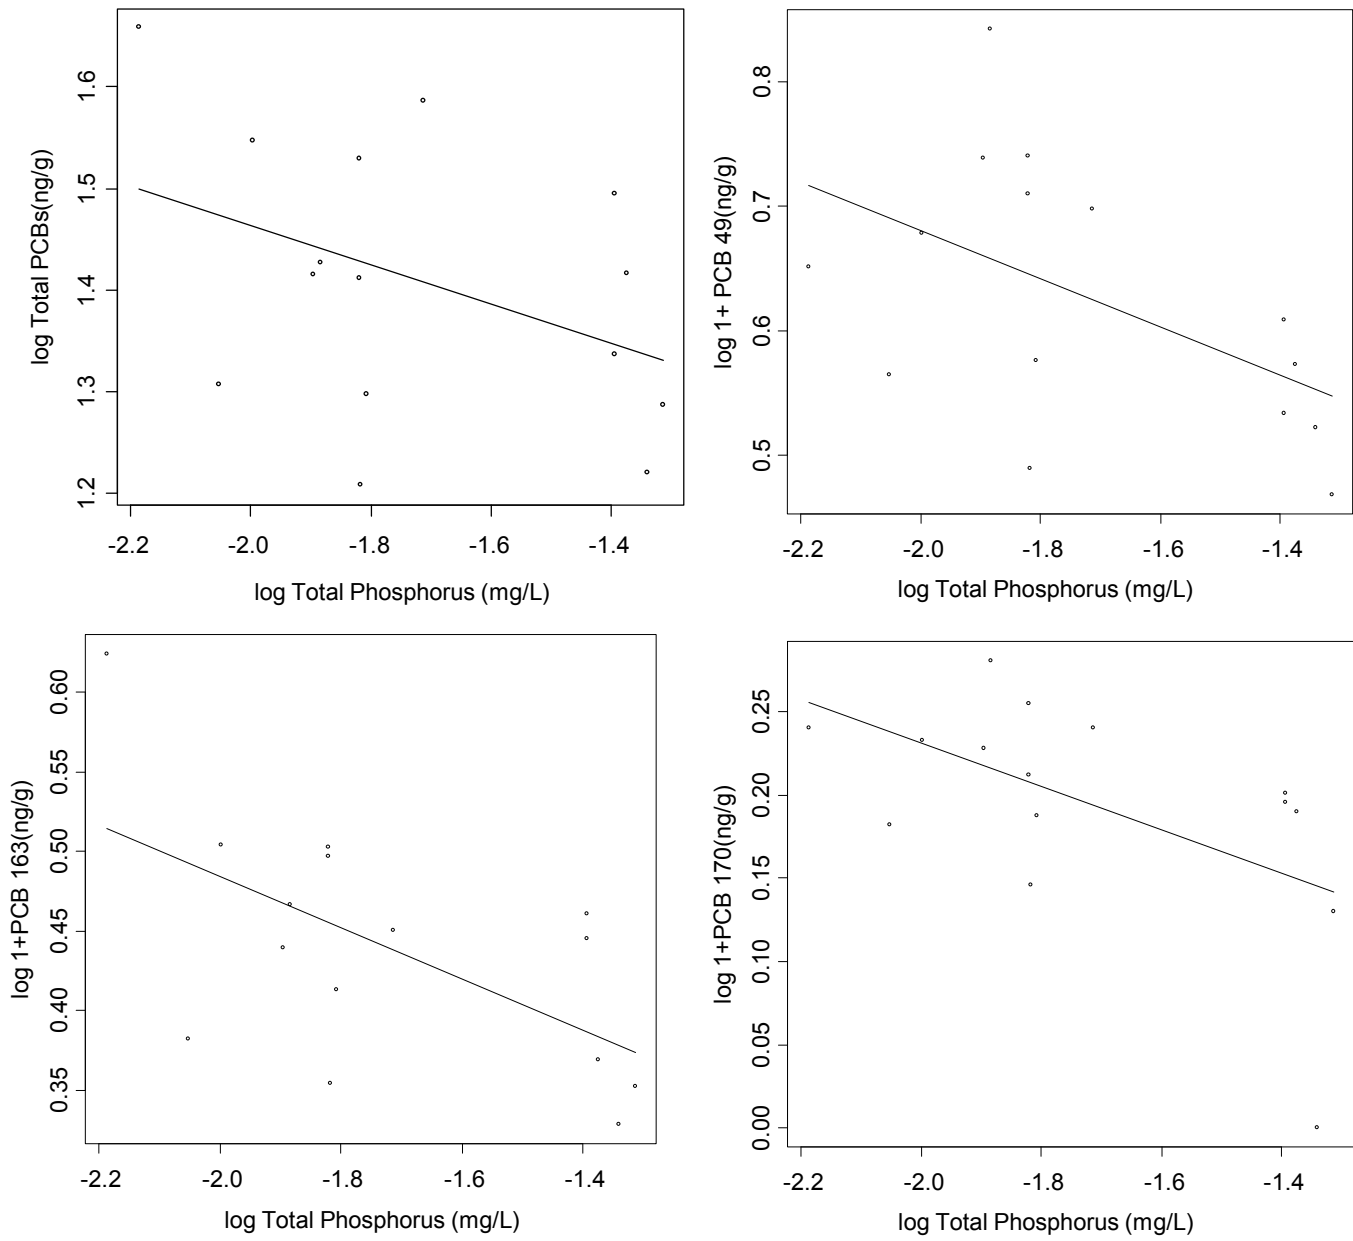 log Total PCBs(ng/g)
1.6
1.5
1.4
1.3
1.2
-2.2 -2.0 -1.8 -1.6 -1.4
log Total Phosphorus (mg/L)
log 1+ PCB 49(ng/g)
0.8
0.7
0.6
0.5
-2.2 -2.0 -1.8 -1.6 -1.4
log Total Phosphorus (mg/L)
log 1+PCB 163(ng/g)
0.60
0.55
0.50
0.45
0.40
0.35
-2.2 -2.0 -1.8 -1.6 -1.4
log Total Phosphorus (mg/L)
log 1+PCB 170(ng/g)
0.25
0.20
0.15
0.10
0.05
0.00
-2.2 -2.0 -1.8 -1.6 -1.4
log Total Phosphorus (mg/L)